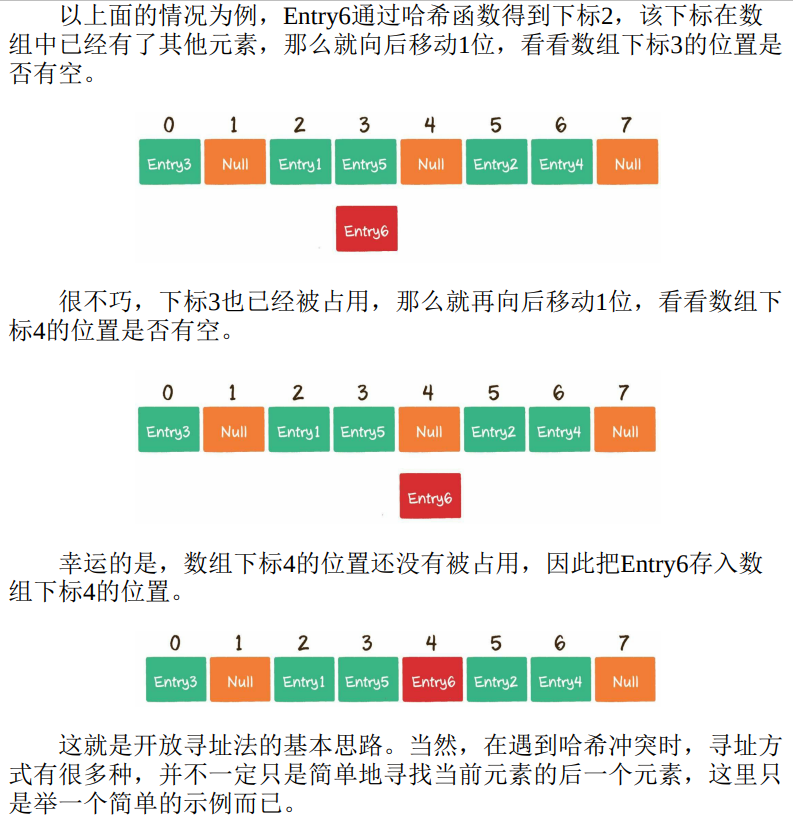 以上面的情况为例，Entry6通过哈希函数得到下标2，该下标在数
组中已经有了其他元素，那么就向后移动1位，看看数组下标3的位置是
否有空。
0 1 2 3 4 5 6 7
Entry3 Null Entry1 Entry5 Null Entry2 Entry4 Null
Entry6
很不巧，下标3也已经被占用，那么就再向后移动1位，看看数组下
标4的位置是否有空。
0 1 2 3 4 5 6 7
Entry3 Null Entry1 Entry5 Null Entry2 Entry4 Null
Entry6
幸运的是，数组下标4的位置还没有被占用，因此把Entry6存入数
组下标4的位置。
0 1 2 3 4 5 6 7
Entry3 Null Entry1 Entry5 Entry6 Entry2 Entry4 Null
这就是开放寻址法的基本思路。当然，在遇到哈希冲突时，寻址方
式有很多种，并不一定只是简单地寻找当前元素的后一个元素，这里只
是举一个简单的示例而已。